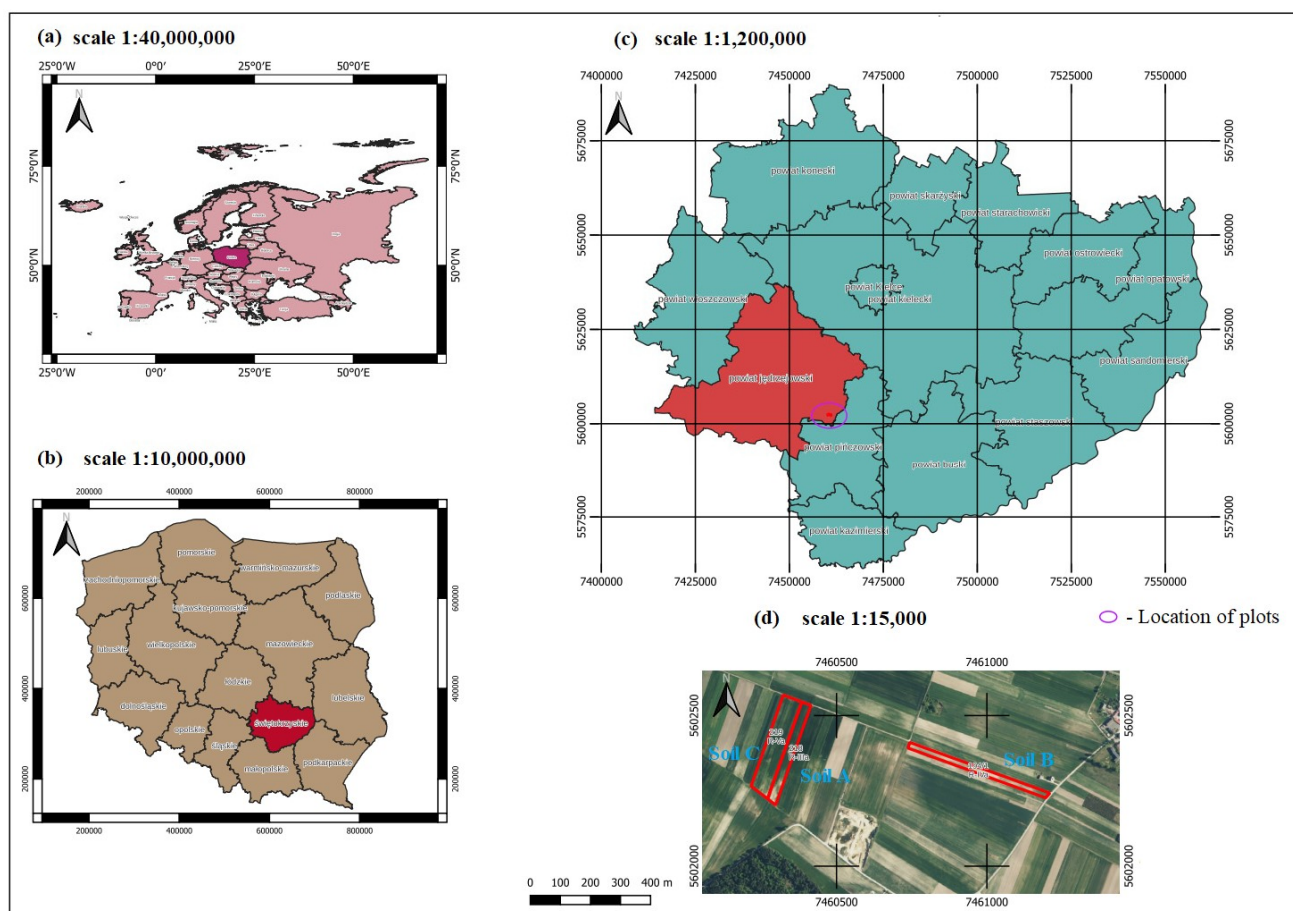 (a) scale 1:40,000,000
25°0'W 0°0' 25°0'E 50°0'E
N
75°0'N
75°0'N
50°0'N
50°0'N
25°0'W 0°0' 25°0'E 50°0'E
(b) scale 1:10,000,000
200000 400000 600000 800000
N
pomorskie
warmińsko-mazurskie
zachodniopomorskie
podlaskie
kujawsko-pomorskie
600000
600000
mazowieckie
wielkopolskie
lubuskie
łódzkie
lubelskie
400000
400000
dolnośląskie
świętokrzyskie
opolskie
śląskie
podkarpackie
małopolskie
200000
200000
200000 400000 600000 800000
(c) scale 1:1,200,000
7400000 7425000 7450000 7475000 7500000 7525000 7550000
N
5675000
5675000
powiat konecki
powiat skarżyski
powiat starachowicki
5650000
5650000
powiat ostrowiecki
powiat opatowski
powiat Kielce
powiat włoszczowski
powiat kielecki
5625000
5625000
powiat sandomierski
powiat jędrzejowski
5600000
5600000
powiat staszowski
powiat pińczowski
powiat buski
5575000
5575000
powiat kazimierski
7400000 7425000 7450000 7475000 7500000 7525000 7550000
- Location of plots
(d) scale 1:15,000
7460500 7461000
N
5602500
5602500
219
R-Va
218
R-IIIa
Soil C
Soil A
Soil B
5602000
5602000
7460500 7461000
0 100 200 300 400 m